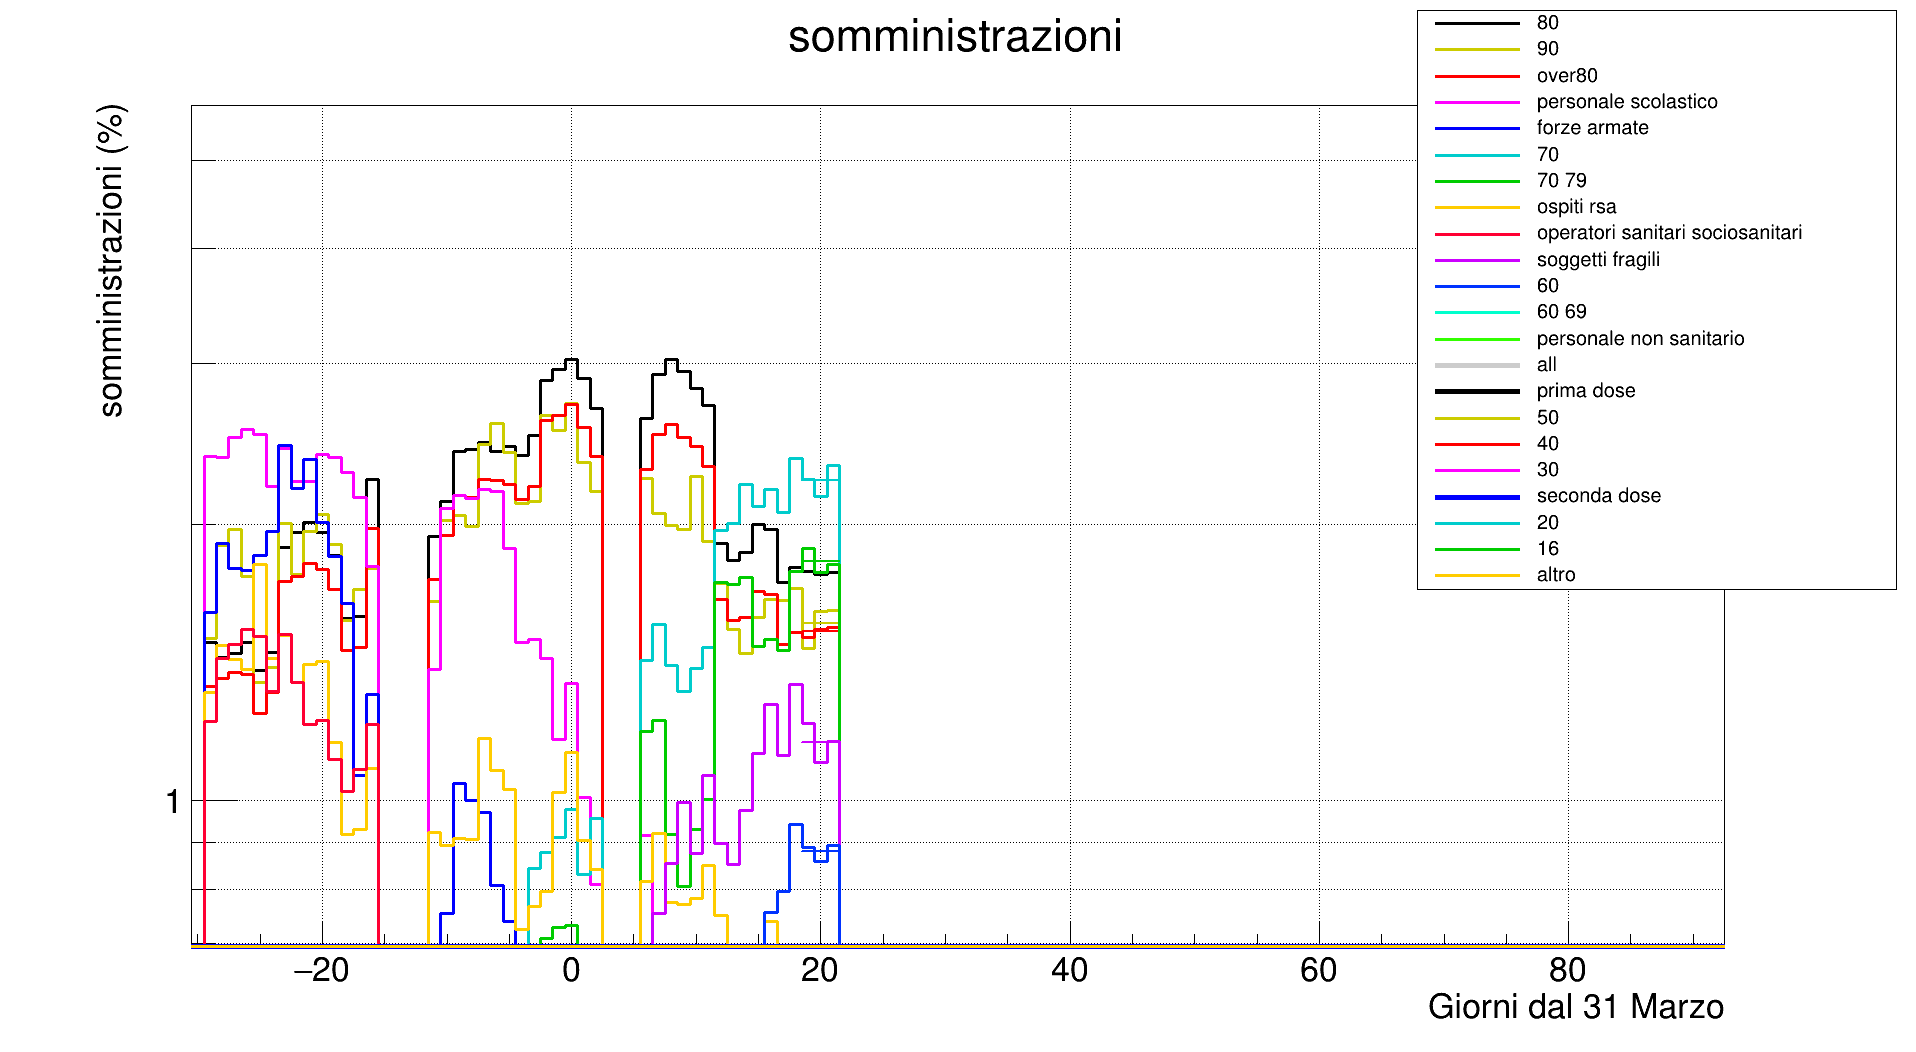 somministrazioni
somministrazioni (%)
80
90
over80
personale scolastico
forze armate
70
70 79
ospiti rsa
operatori sanitari sociosanitari
soggetti fragili
60
60 69
personale non sanitario
all
prima dose
50
40
30
seconda dose
20
16
altro
1
−20 0 20 40 60 80
Giorni dal 31 Marzo